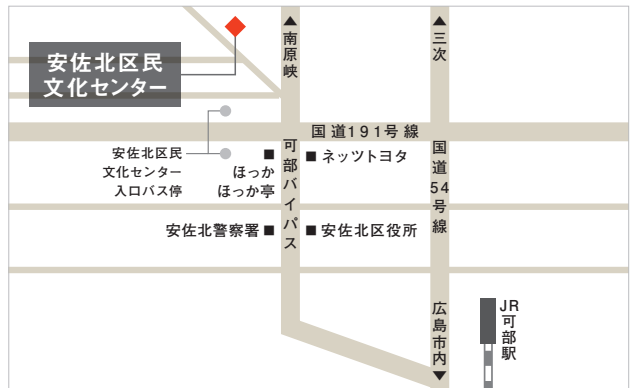 ▲南原峡
▲三次
安佐北区民
文化センター
国道191号線
安佐北区民
文化センター
入口バス停
■
ほっか
ほっか亭
可部バイパス
■ネッツトヨタ
国道54号線
安佐北警察署■
■安佐北区役所
広島市内▼
JR可部駅